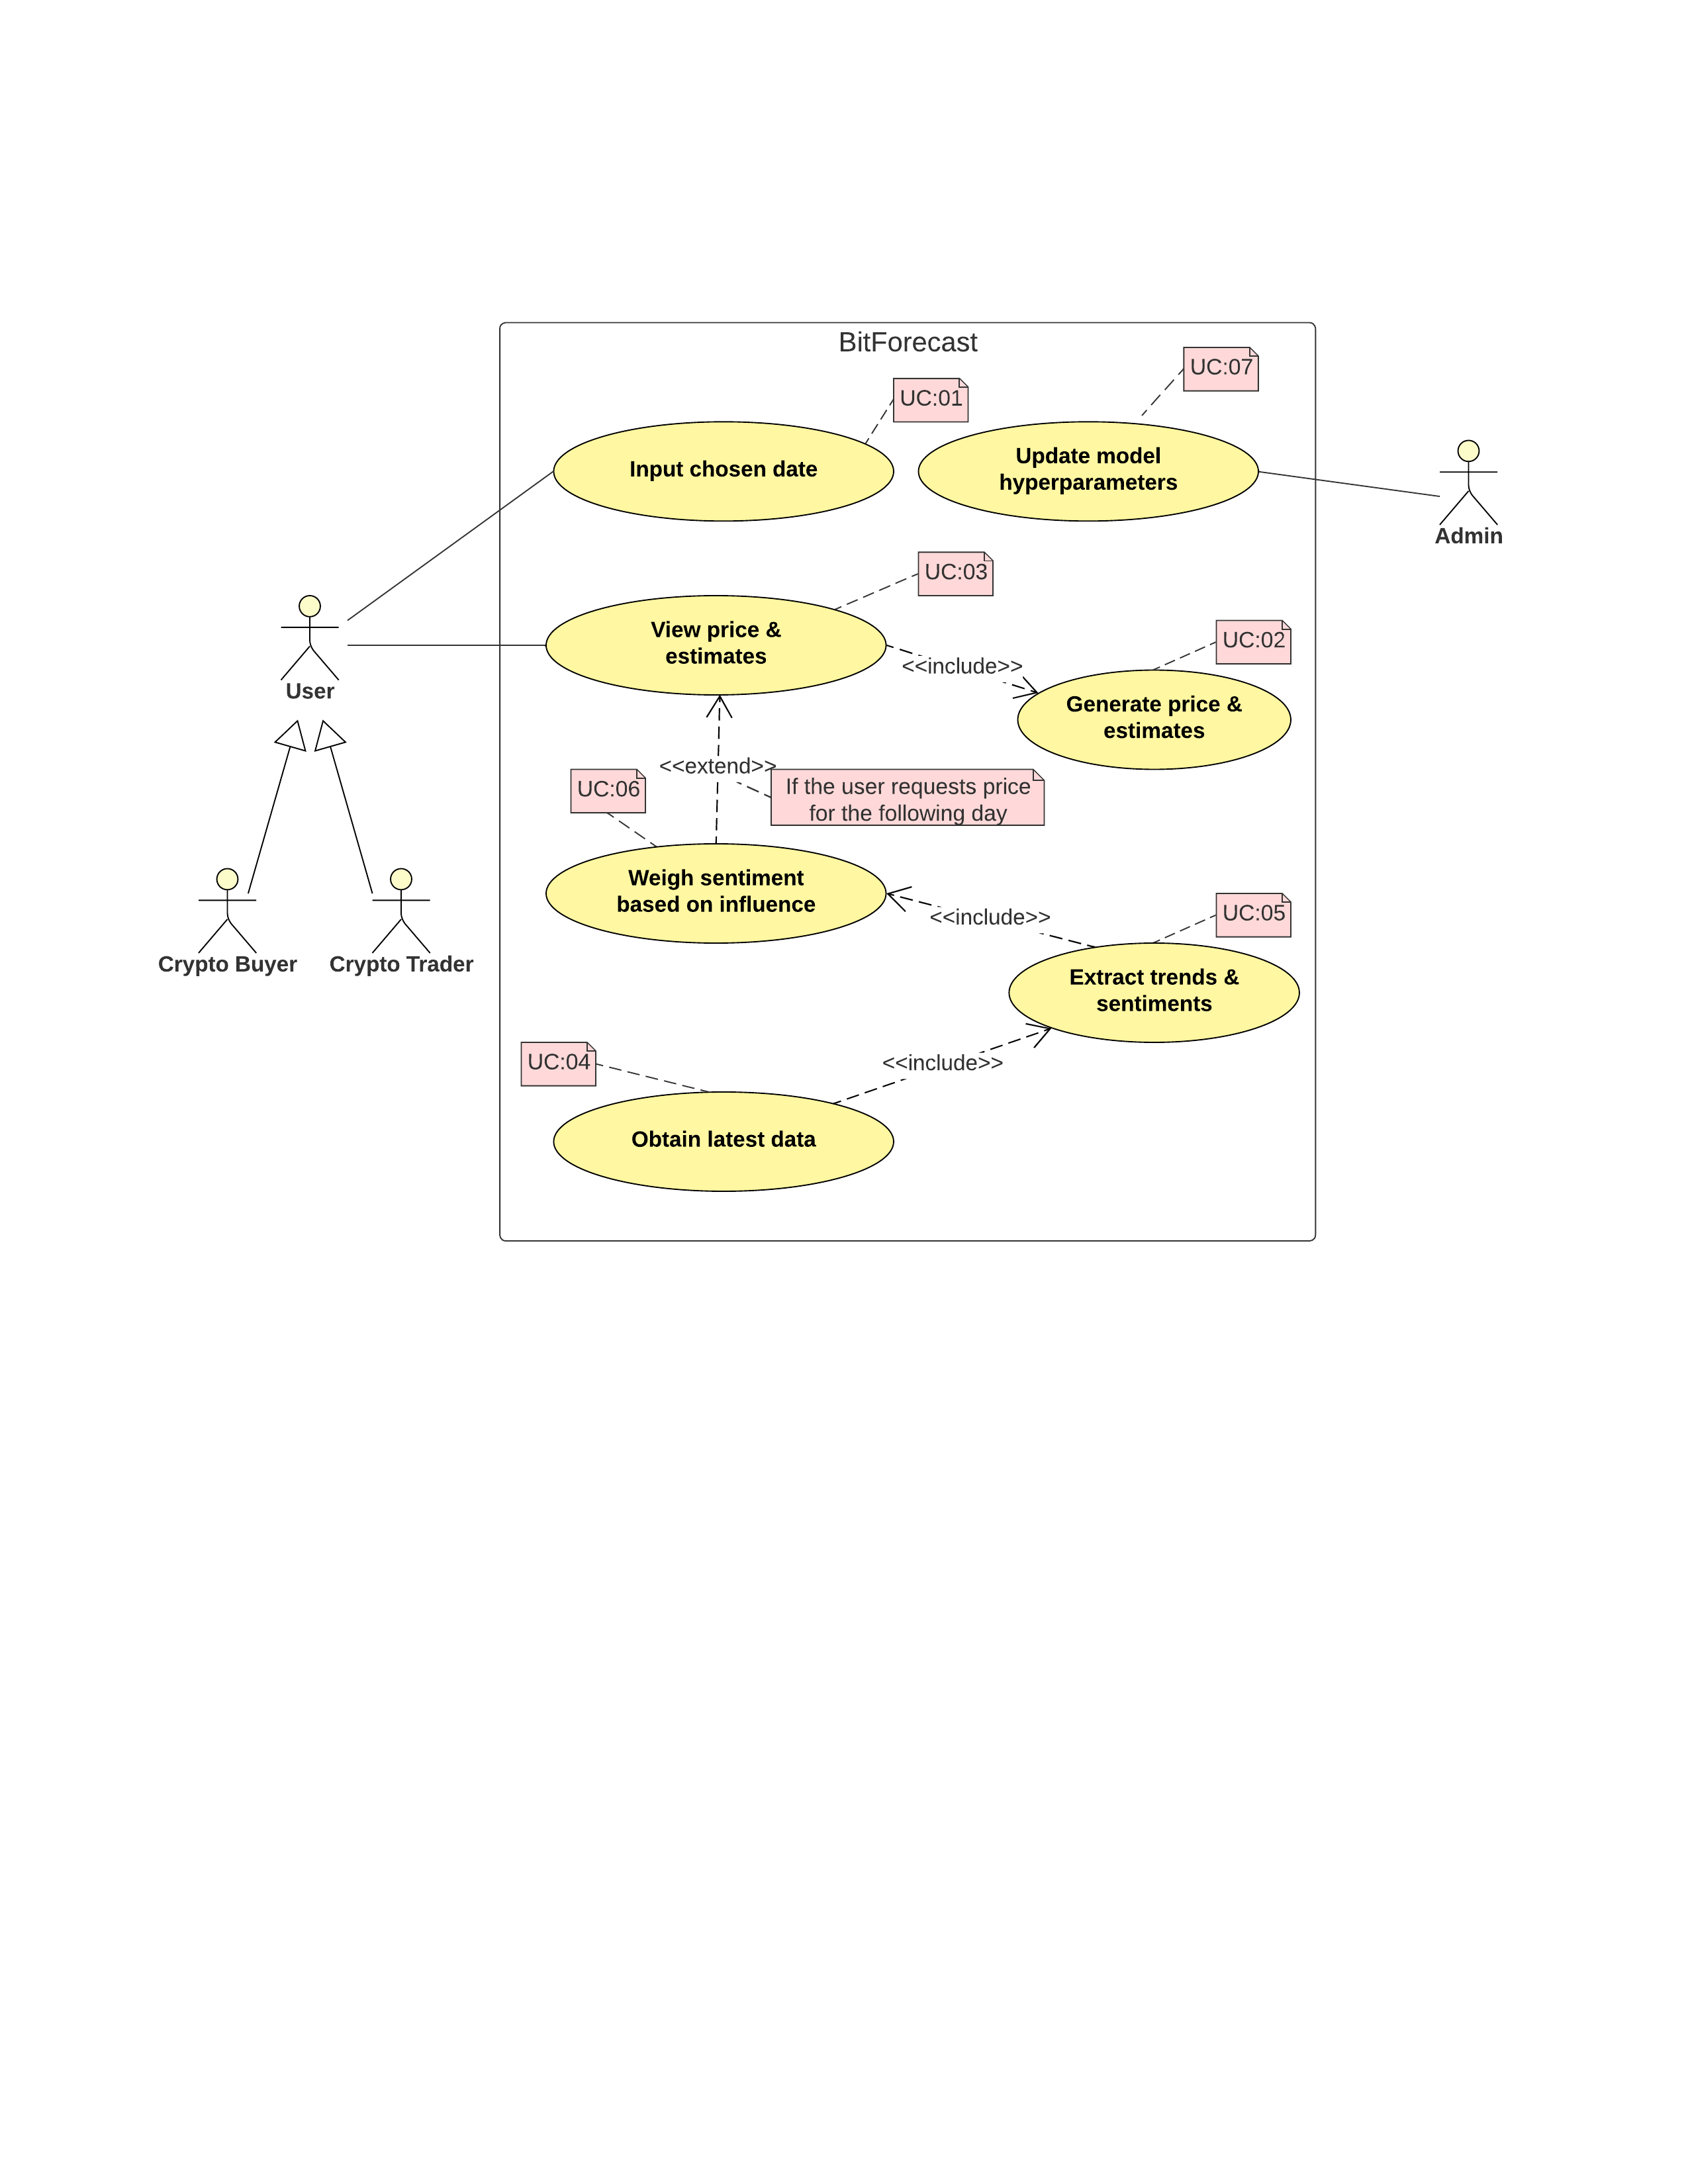 BitForecast
UC:07
UC:01
Input chosen date
Update model
hyperparameters
Admin
UC:03
View price &
estimates
User
<<include>>
UC:02
Generate price &
estimates
<<extend>>
If the user requests price
for the following day
UC:06
Weigh sentiment
based on influence
Crypto Buyer
Crypto Trader
<<include>>
UC:05
Extract trends &
sentiments
<<include>>
UC:04
Obtain latest data